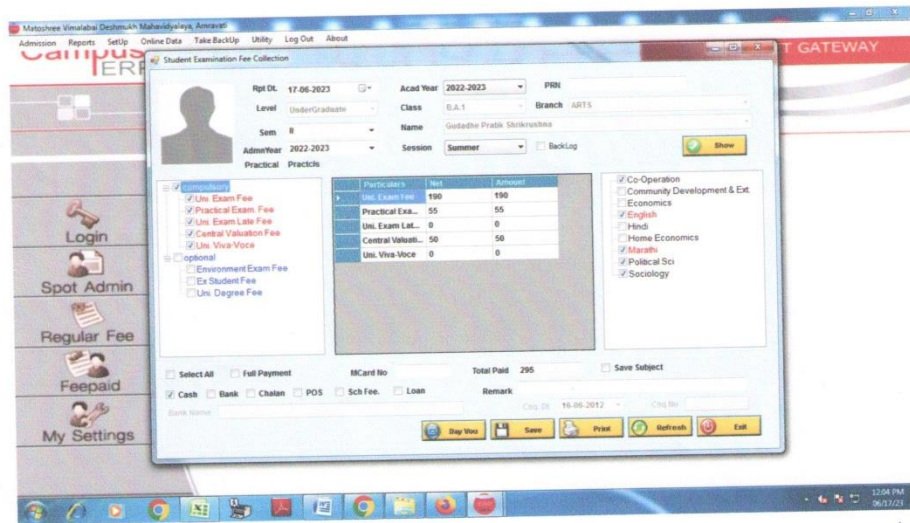 Matoshree Vimalabai Deshmukh Mahavidyalaya, Amravati
Admission Reports SetUp Online Data Take BackUp Utility Log Out About
Campus
ERP
T GATEWAY
Student Examination Fee Collection
Rpt Dt. 17-06-2023 Acad Year 2022-2023 PRN
Level UnderGraduate Class B.A.1 Branch ARTS
Sem II Name Gudadhe Pratik Shrikrushna
AdmnYear 2022-2023 Session Summer BackLog Show
Practical Practcls
compulsory
Uni. Exam Fee
Practical Exam. Fee
Uni. Exam Late Fee
Central Valuation Fee
Uni. Viva-Voce
optional
Environment Exam Fee
Ex Student Fee
Uni. Degree Fee
Particulars Net Amount
Uni. Exam Fee 190 190
Practical Exa... 55 55
Uni. Exam Lat... 0 0
Central Valuati... 50 50
Uni. Viva-Voce 0 0
Co-Operation
Community Development & Ext.
Economics
English
Hindi
Home Economics
Marathi
Political Sci
Sociology
Login
Spot Admin
Regular Fee
Feepaid
My Settings
Select All Full Payment MCard No Total Paid 295 Save Subject
Cash Bank Chalan POS Sch Fee. Loan Remark
Bank Name Chq Dt 16-06-2012 Chq No
Day Vou Save Print Refresh Exit
12:04 PM
06/17/23